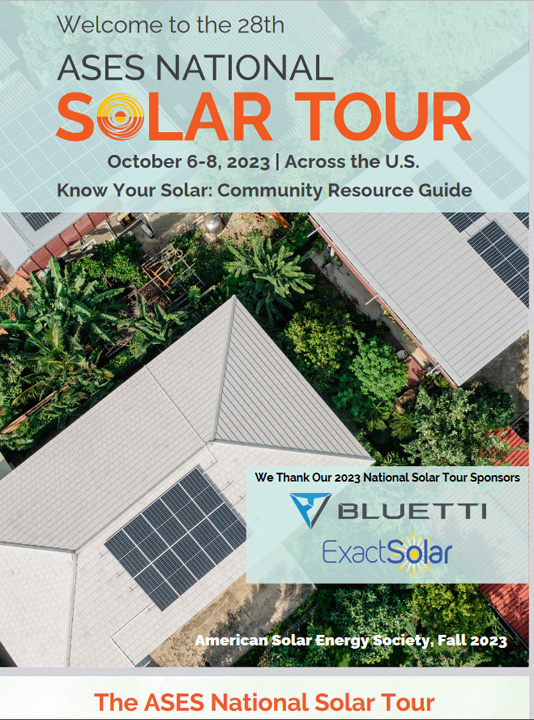 Welcome to the 28th
ASES NATIONAL
SOLAR TOUR
October 6-8, 2023 | Across the U.S.
Know Your Solar: Community Resource Guide
We Thank Our 2023 National Solar Tour Sponsors
BLUETTI
ExactSolar
American Solar Energy Society, Fall 2023
The ASES National Solar Tour